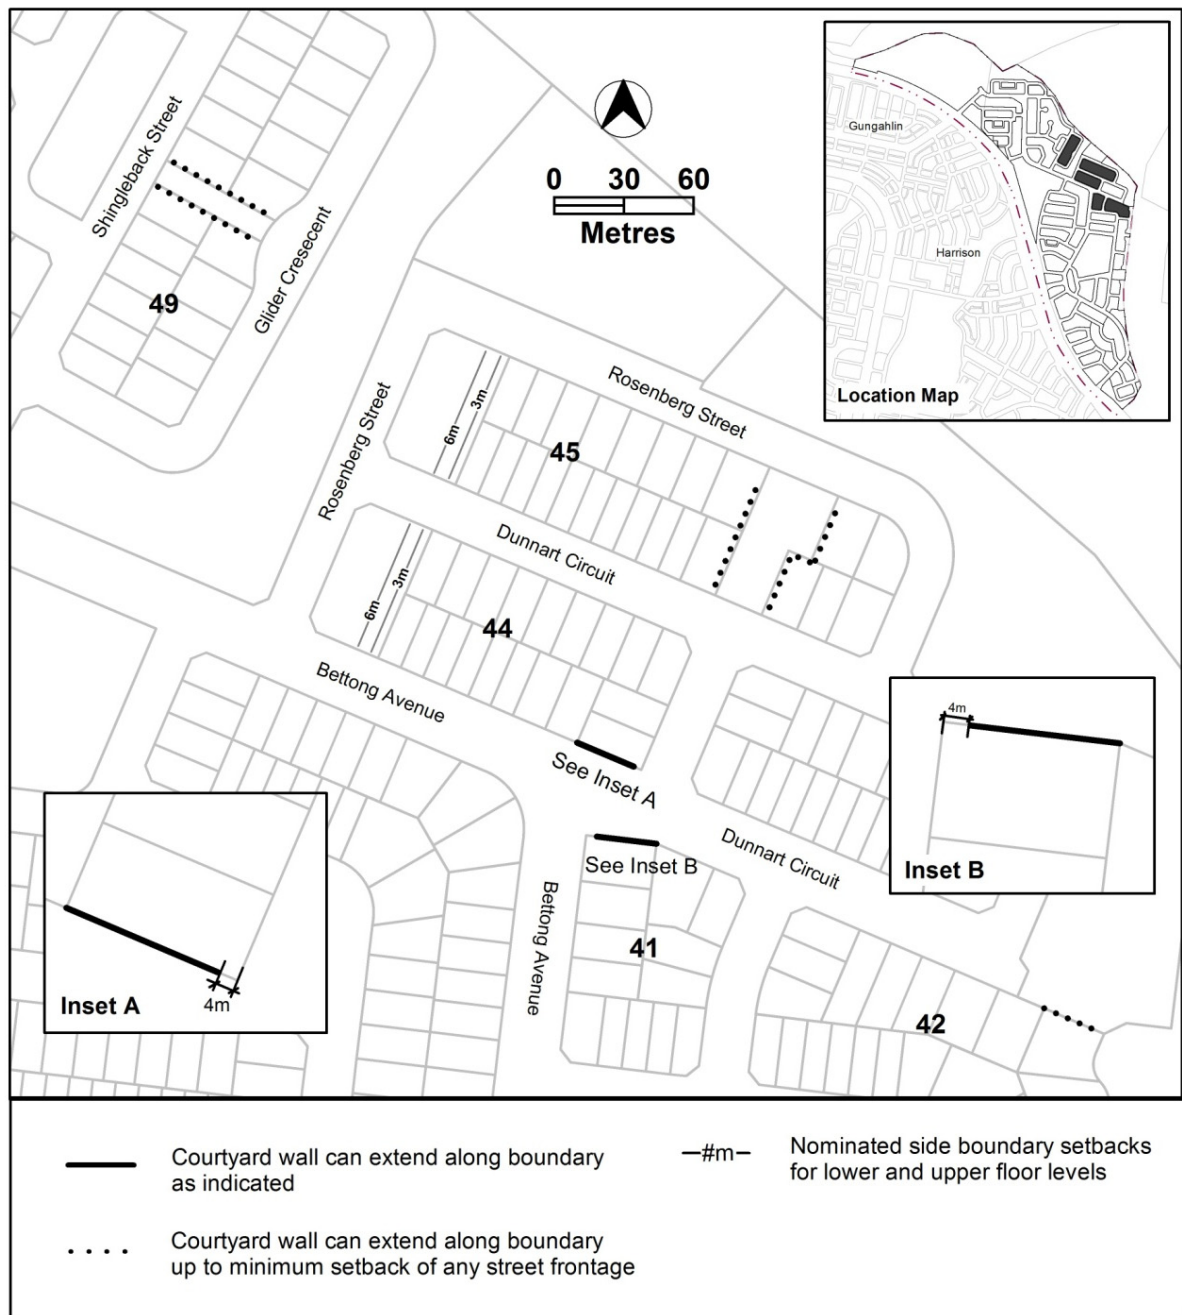 Shingleback Street
Glider Cresecent
49
0 30 60
Metres
Gungahlin
Harrison
Location Map
Rosenberg Street
Rosenberg Street
6m
3m
45
Dunnart Circuit
6m
3m
44
Bettong Avenue
See Inset A
See Inset B
Dunnart Circuit
Bettong Avenue
41
42
4m
Inset A
4m
Inset B
Courtyard wall can extend along boundary
as indicated
Courtyard wall can extend along boundary
up to minimum setback of any street frontage
#m
Nominated side boundary setbacks
for lower and upper floor levels